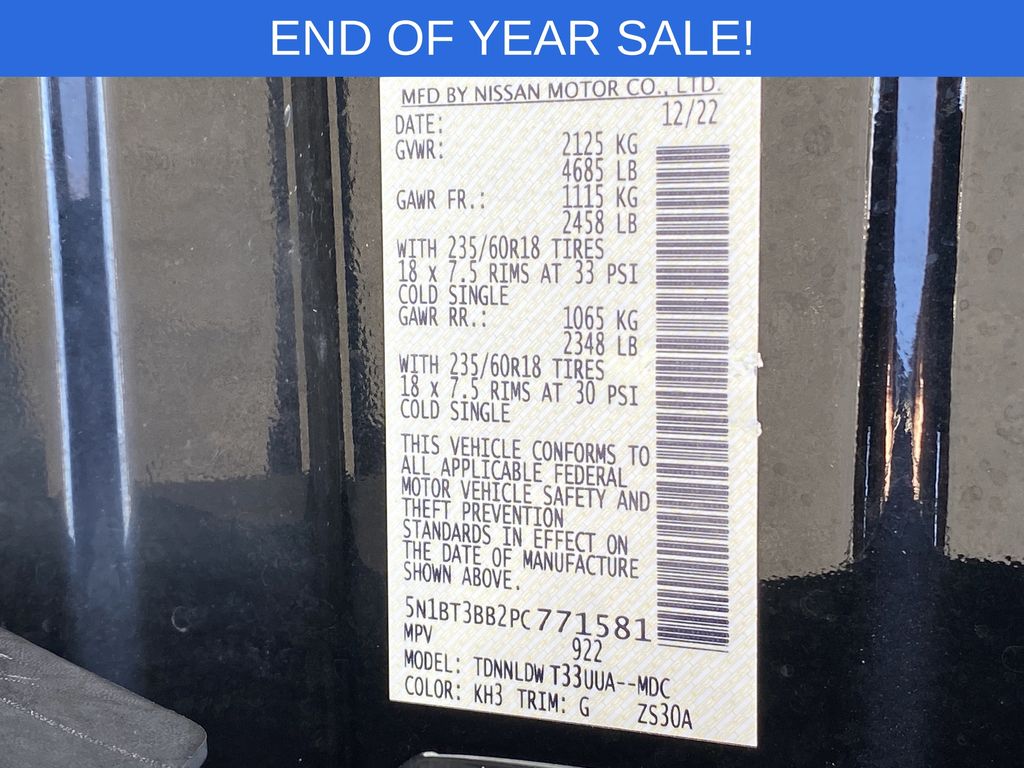 END OF YEAR SALE!
MFD BY NISSAN MOTOR CO., LTD.
DATE: 12/22
GVWR: 2125 KG
4685 LB
GAWR FR.: 1115 KG
2458 LB
WITH 235/60R18 TIRES
18 X 7.5 RIMS AT 33 PSI
COLD SINGLE
GAWR RR.: 1065 KG
2348 LB
WITH 235/60R18 TIRES
18 X 7.5 RIMS AT 30 PSI
COLD SINGLE
THIS VEHICLE CONFORMS TO
ALL APPLICABLE FEDERAL
MOTOR VEHICLE SAFETY AND
THEFT PREVENTION
STANDARDS IN EFFECT ON
THE DATE OF MANUFACTURE
SHOWN ABOVE.
5N1BT3BB2PC771581
MPV 922
MODEL: TDNNLDW T33UUA--MDC
COLOR: KH3 TRIM: G ZS30A